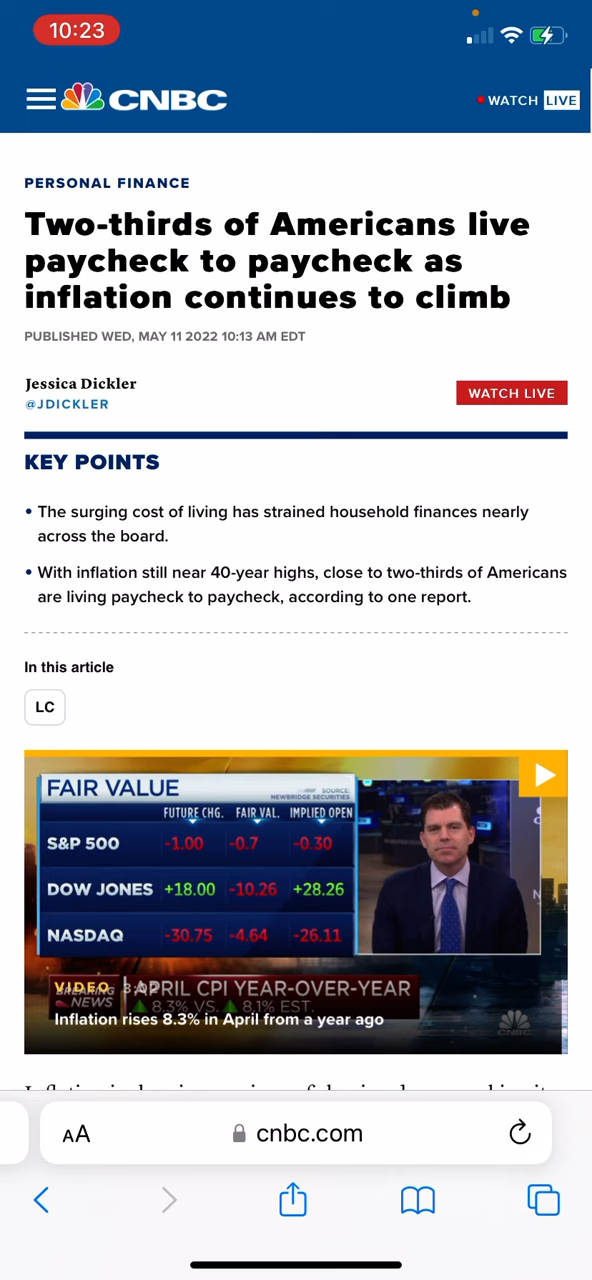 10:23
CNBC
WATCH LIVE
PERSONAL FINANCE
Two-thirds of Americans live
paycheck to paycheck as
inflation continues to climb
PUBLISHED WED, MAY 11 2022 10:13 AM EDT
Jessica Dickler
@JDICKLER
WATCH LIVE
KEY POINTS
• The surging cost of living has strained household finances nearly
across the board.
• With inflation still near 40-year highs, close to two-thirds of Americans
are living paycheck to paycheck, according to one report.
In this article
LC
FAIR VALUE
SOURCE:
NEWBRIDGE SECURITIES
FUTURE CHG. FAIR VAL. IMPLIED OPEN
S&P 500 -1.00 -0.7 -0.30
DOW JONES +18.00 -10.26 +28.26
NASDAQ -30.75 -4.64 -26.11
VIDEO
BREAKING
NEWS
APRIL CPI YEAR-OVER-YEAR
8.3% VS. 8.1% EST.
Inflation rises 8.3% in April from a year ago
CNBC
AA
cnbc.com